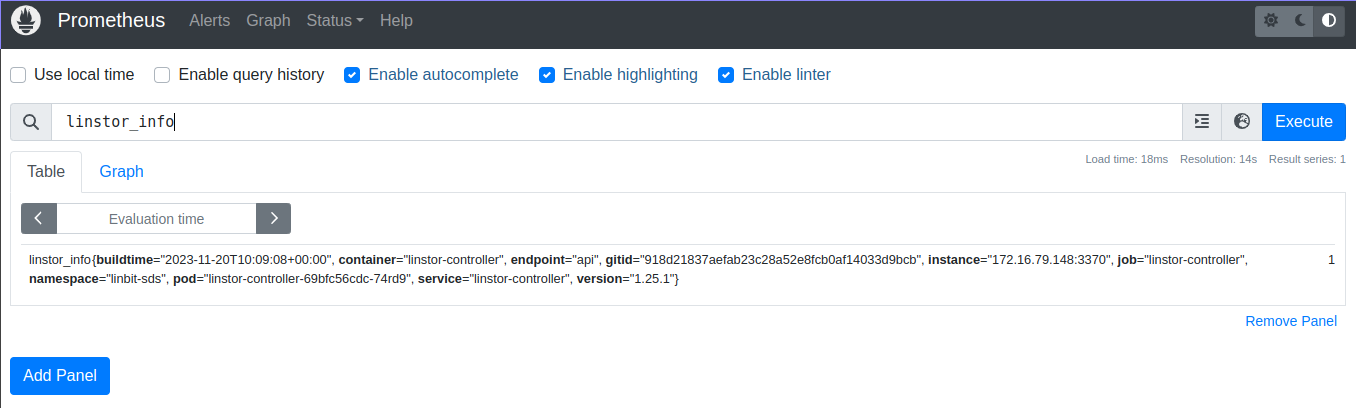 Prometheus Alerts Graph Status Help
Use local time Enable query history Enable autocomplete Enable highlighting Enable linter
linstor_info Execute
Table Graph Load time: 18ms Resolution: 14s Result series: 1
Evaluation time
linstor_info{buildtime="2023-11-20T10:09:08+00:00", container="linstor-controller", endpoint="api", gitid="918d21837aefab23c28a52e8fcb0af14033d9bcb", instance="172.16.79.148:3370", job="linstor-controller", 1
namespace="linbit-sds", pod="linstor-controller-69bfc56cdc-74rd9", service="linstor-controller", version="1.25.1"}
Remove Panel
Add Panel